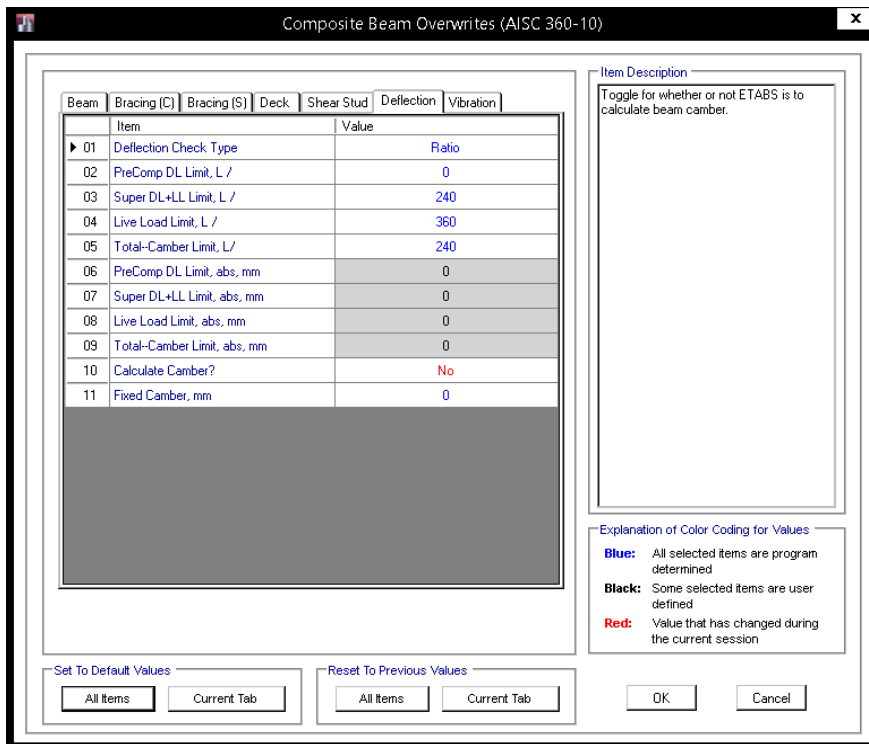 Composite Beam Overwrites (AISC 360-10)
x
Item Description
Toggle for whether or not ETABS is to
calculate beam camber.
Beam Bracing (C) Bracing (S) Deck Shear Stud Deflection Vibration
Item Value
01 Deflection Check Type Ratio
02 PreComp DL Limit, L / 0
03 Super DL+LL Limit, L / 240
04 Live Load Limit, L / 360
05 Total--Camber Limit, L/ 240
06 PreComp DL Limit, abs, mm 0
07 Super DL+LL Limit, abs, mm 0
08 Live Load Limit, abs, mm 0
09 Total--Camber Limit, abs, mm 0
10 Calculate Camber? No
11 Fixed Camber, mm 0
Explanation of Color Coding for Values
Blue: All selected items are program
determined
Black: Some selected items are user
defined
Red: Value that has changed during
the current session
Set To Default Values
All Items Current Tab
Reset To Previous Values
All Items Current Tab
OK Cancel